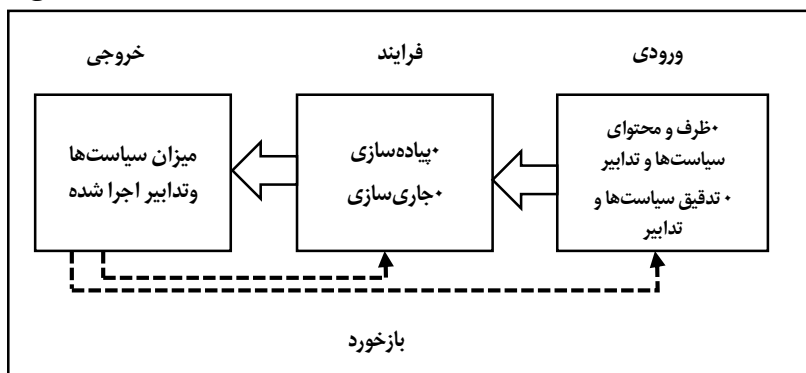 ورودی
فرایند
خروجی
•ظرف و محتوای
سیاست‌ها و تدابیر
• تدقیق سیاست‌ها و
تدابیر
•پیاده‌سازی
•جاری‌سازی
میزان سیاست‌ها
وتدابیر اجرا شده
بازخورد